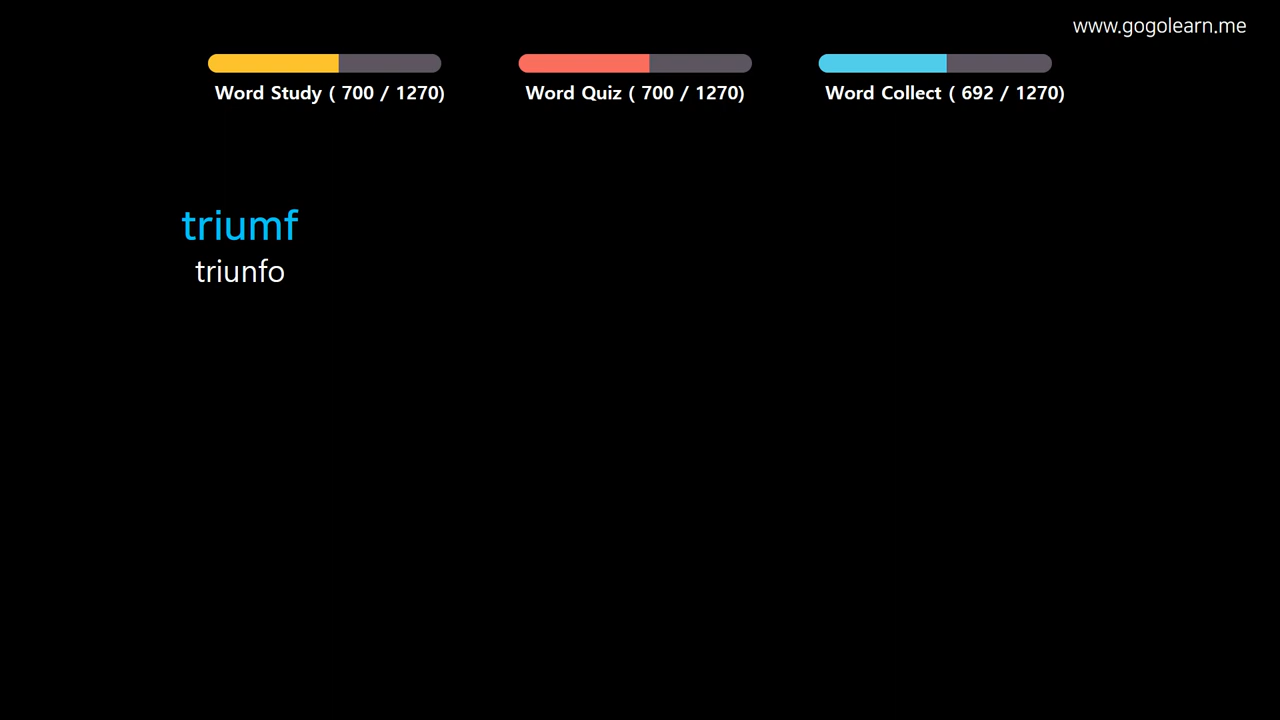 www.gogolearn.me
Word Study ( 700 / 1270)
Word Quiz ( 700 / 1270)
Word Collect ( 692 / 1270)
triumf
triunfo